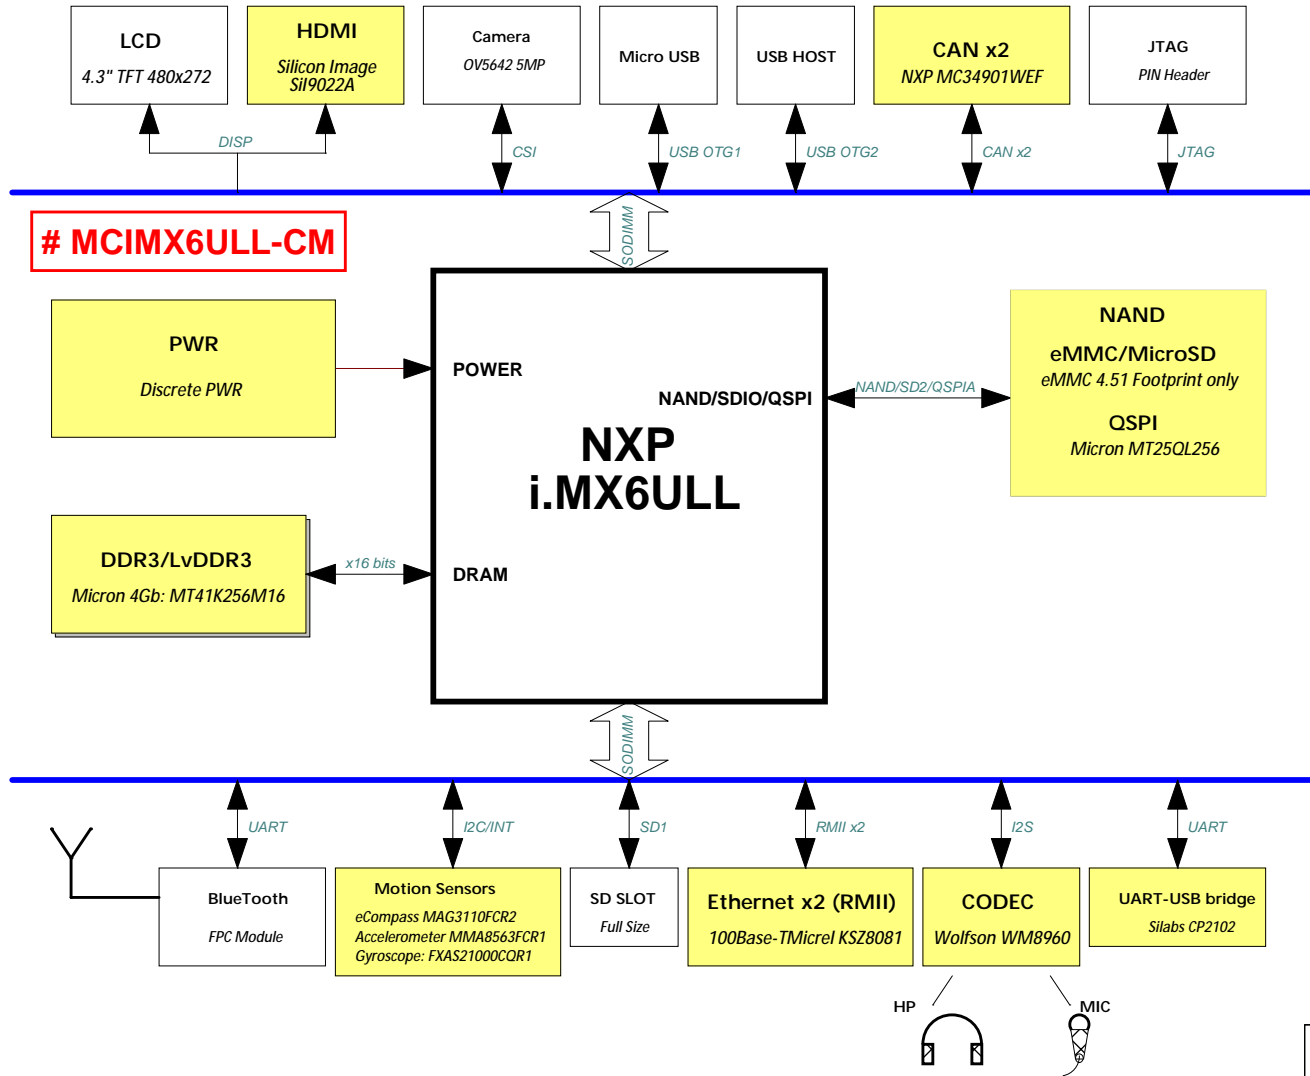 LCD
4.3" TFT 480x272
HDMI
Silicon Image
SiI9022A
Camera
OV5642 5MP
Micro USB
USB HOST
CAN x2
NXP MC34901WEF
JTAG
PIN Header
DISP
CSI
USB OTG1
USB OTG2
CAN x2
JTAG
# MCIMX6ULL-CM
SODIMM
PWR
Discrete PWR
POWER
NAND/SDIO/QSPI
NXP
i.MX6ULL
NAND/SD2/QSPIA
NAND
eMMC/MicroSD
eMMC 4.51 Footprint only
QSPI
Micron MT25QL256
DDR3/LvDDR3
Micron 4Gb: MT41K256M16
x16 bits
DRAM
SODIMM
UART
I2C/INT
SD1
RMII x2
I2S
UART
BlueTooth
FPC Module
Motion Sensors
eCompass MAG3110FCR2
Accelerometer MMA8563FCR1
Gyroscope: FXAS21000CQR1
SD SLOT
Full Size
Ethernet x2 (RMII)
100Base-TMicrel KSZ8081
CODEC
Wolfson WM8960
UART-USB bridge
Silabs CP2102
HP
MIC